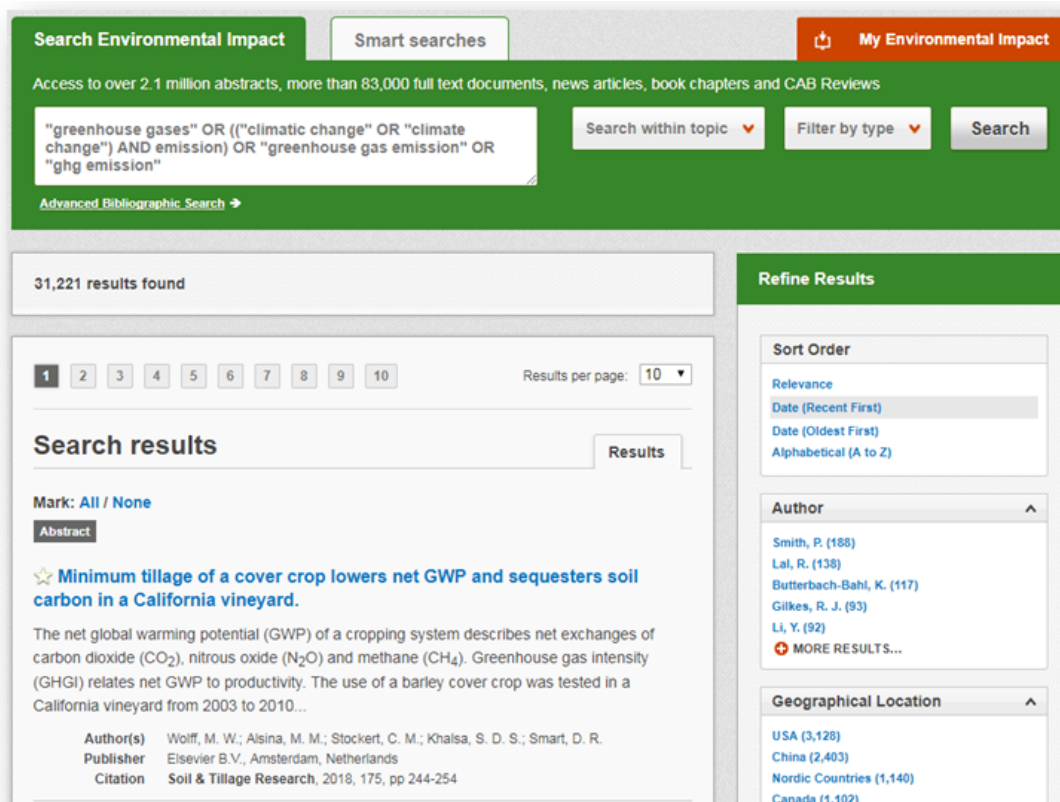 Search Environmental Impact
Smart searches
My Environmental Impact
Access to over 2.1 million abstracts, more than 83,000 full text documents, news articles, book chapters and CAB Reviews
"greenhouse gases" OR (("climatic change" OR "climate
change") AND emission) OR "greenhouse gas emission" OR
"ghg emission"
Search within topic
Filter by type
Search
Advanced Bibliographic Search
31,221 results found
1 2 3 4 5 6 7 8 9 10
Results per page: 10
Search results
Results
Mark: All / None
Abstract
Minimum tillage of a cover crop lowers net GWP and sequesters soil
carbon in a California vineyard.
The net global warming potential (GWP) of a cropping system describes net exchanges of
carbon dioxide (CO₂), nitrous oxide (N₂O) and methane (CH₄). Greenhouse gas intensity
(GHGI) relates net GWP to productivity. The use of a barley cover crop was tested in a
California vineyard from 2003 to 2010...
Author(s) Wolff, M. W.; Alsina, M. M.; Stockert, C. M.; Khalsa, S. D. S.; Smart, D. R.
Publisher Elsevier B.V., Amsterdam, Netherlands
Citation Soil & Tillage Research, 2018, 175, pp 244-254
Refine Results
Sort Order
Relevance
Date (Recent First)
Date (Oldest First)
Alphabetical (A to Z)
Author
Smith, P. (188)
Lal, R. (138)
Butterbach-Bahl, K. (117)
Gilkes, R. J. (93)
Li, Y. (92)
MORE RESULTS...
Geographical Location
USA (3,128)
China (2,403)
Nordic Countries (1,140)
Canada (1,102)